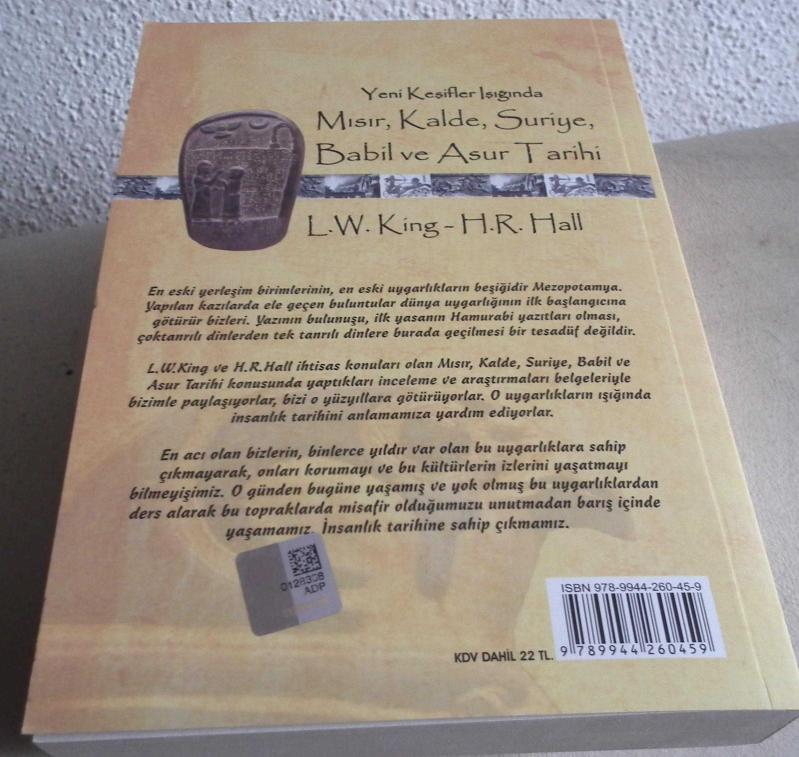 Yeni Keşifler Işığında
Mısır, Kalde, Suriye,
Babil ve Asur Tarihi
L.W. King - H.R. Hall
En eski yerleşim birimlerinin, en eski uygarlıkların beşiğidir Mezopotamya.
Yapılan kazılarda ele geçen buluntular dünya uygarlığının ilk başlangıcına
götürür bizleri. Yazının bulunuşu, ilk yasanın Hamurabi yazıtları olması,
çoktanrılı dinlerden tek tanrılı dinlere burada geçilmesi bir tesadüf değildir.
L.W.King ve H.R.Hall ihtisas konuları olan Mısır, Kalde, Suriye, Babil ve
Asur Tarihi konusunda yaptıkları inceleme ve araştırmaları belgeleriyle
bizimle paylaşıyorlar, bizi o yüzyıllara götürüyorlar. O uygarlıkların ışığında
insanlık tarihini anlamamıza yardım ediyorlar.
En acı olan bizlerin, binlerce yıldır var olan bu uygarlıklara sahip
çıkmayarak, onları korumayı ve bu kültürlerin izlerini yaşatmayı
bilmeyişimiz. O günden bugüne yaşamış ve yok olmuş bu uygarlıklardan
ders alarak bu topraklarda misafir olduğumuzu unutmadan barış içinde
yaşamamız. İnsanlık tarihine sahip çıkmamız.
0128308
ADP
ISBN 978-9944-260-45-9
KDV DAHİL 22 TL.
9 789944 260459